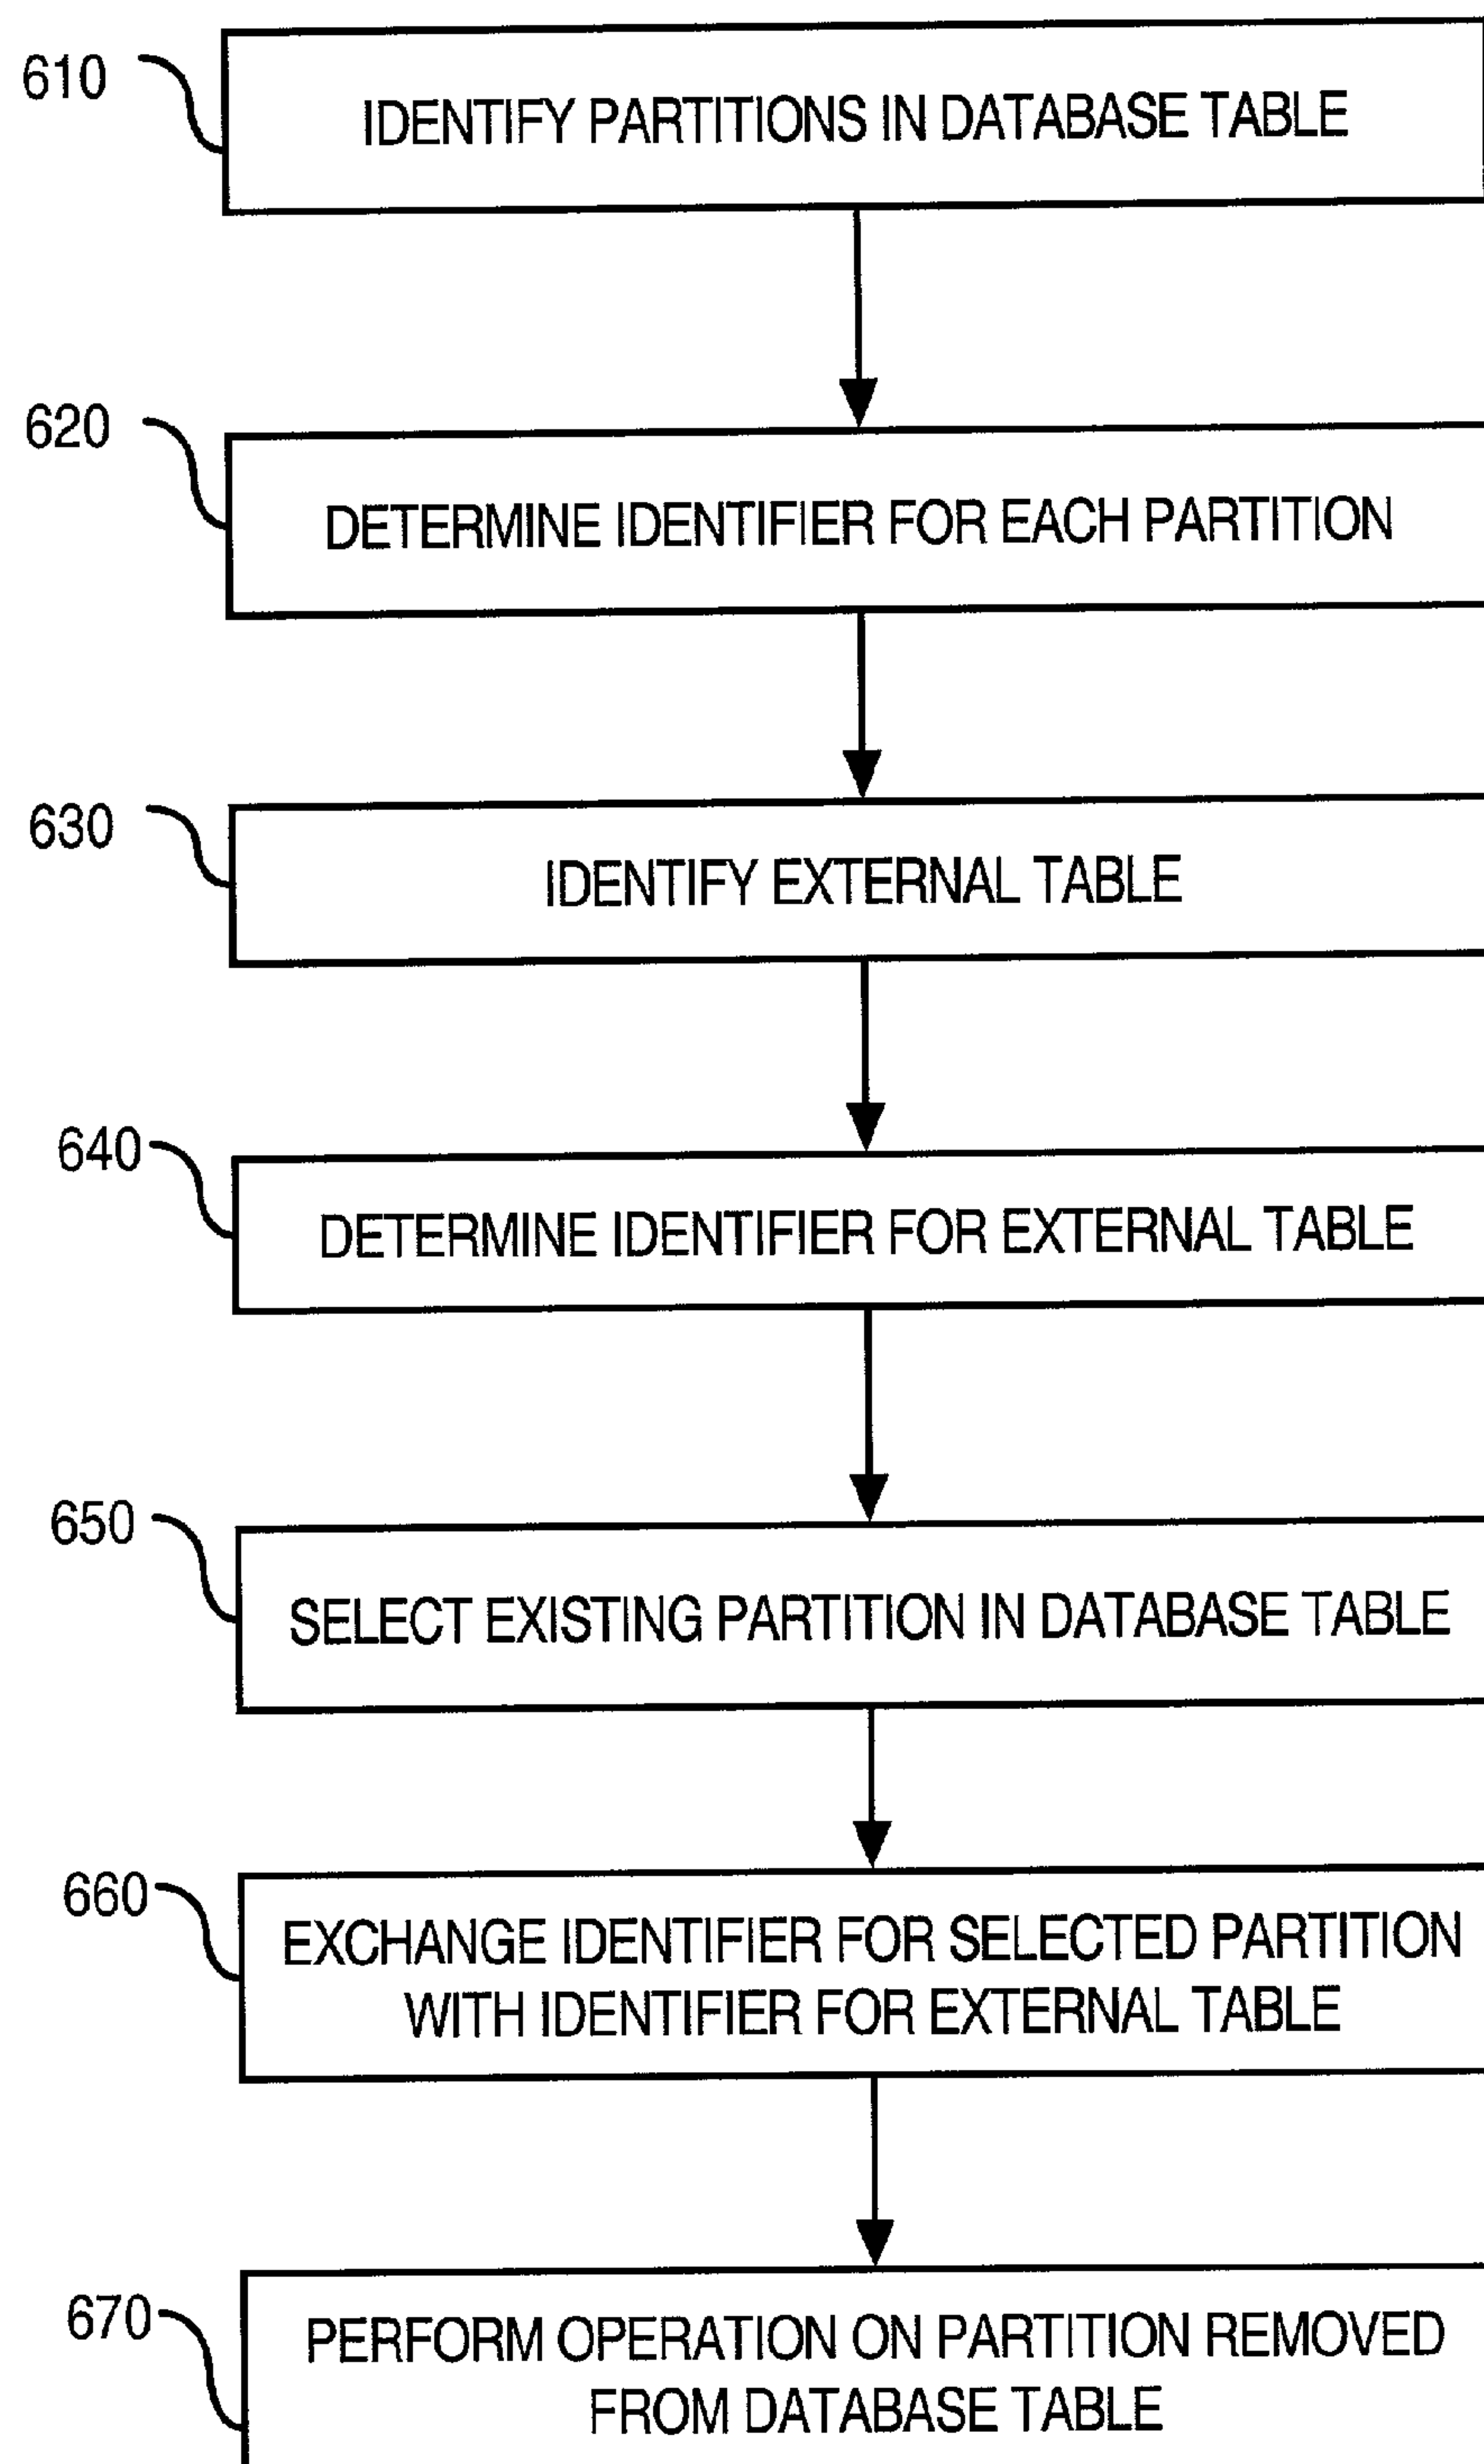 610
IDENTIFY PARTITIONS IN DATABASE TABLE
620
DETERMINE IDENTIFIER FOR EACH PARTITION
630
IDENTIFY EXTERNAL TABLE
640
DETERMINE IDENTIFIER FOR EXTERNAL TABLE
650
SELECT EXISTING PARTITION IN DATABASE TABLE
660
EXCHANGE IDENTIFIER FOR SELECTED PARTITION
WITH IDENTIFIER FOR EXTERNAL TABLE
670
PERFORM OPERATION ON PARTITION REMOVED
FROM DATABASE TABLE